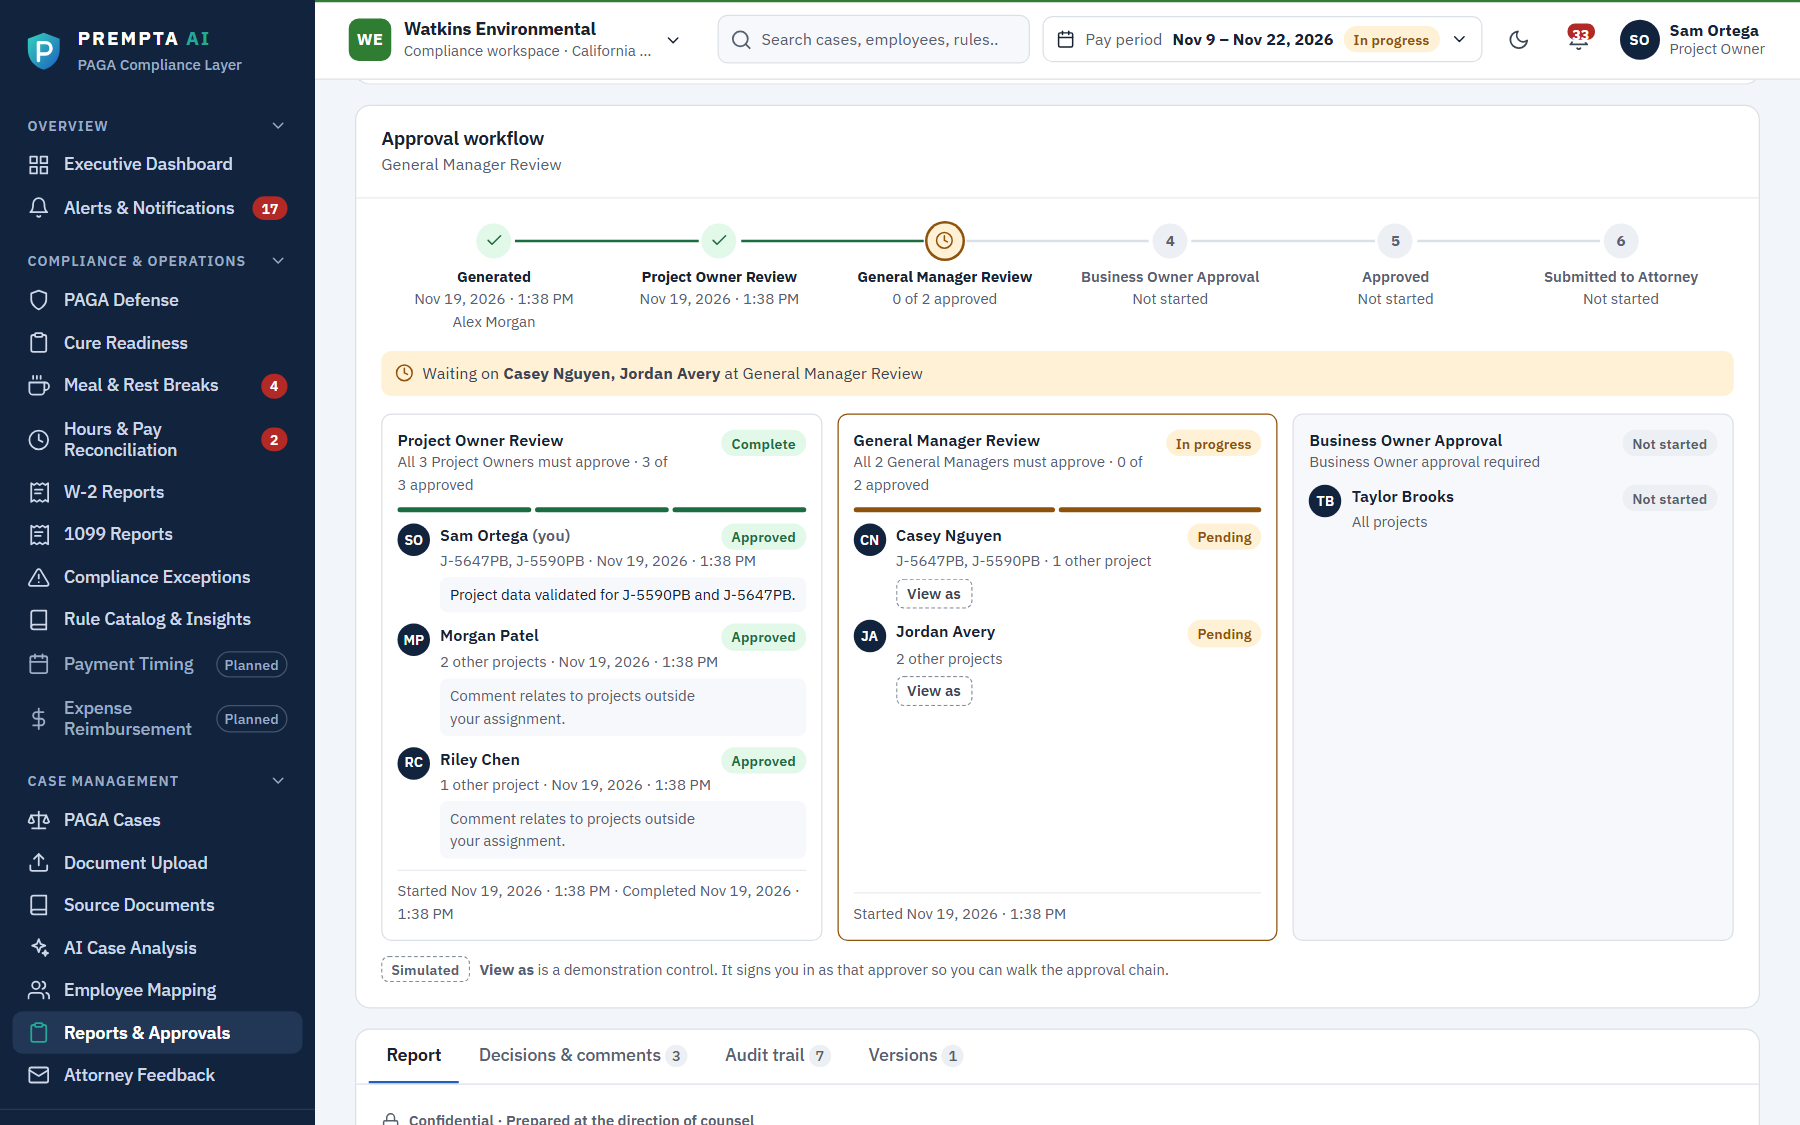 PREMPTA AI
PAGA Compliance Layer
OVERVIEW
Executive Dashboard
Alerts & Notifications 17
COMPLIANCE & OPERATIONS
PAGA Defense
Cure Readiness
Meal & Rest Breaks 4
Hours & Pay
Reconciliation 2
W-2 Reports
1099 Reports
Compliance Exceptions
Rule Catalog & Insights
Payment Timing Planned
Expense
Reimbursement Planned
CASE MANAGEMENT
PAGA Cases
Document Upload
Source Documents
AI Case Analysis
Employee Mapping
Reports & Approvals
Attorney Feedback
WE
Watkins Environmental
Compliance workspace · California ...
Search cases, employees, rules..
Pay period Nov 9 – Nov 22, 2026 In progress
33
SO
Sam Ortega
Project Owner
Approval workflow
General Manager Review
Generated
Nov 19, 2026 · 1:38 PM
Alex Morgan
Project Owner Review
Nov 19, 2026 · 1:38 PM
General Manager Review
0 of 2 approved
4
Business Owner Approval
Not started
5
Approved
Not started
6
Submitted to Attorney
Not started
Waiting on Casey Nguyen, Jordan Avery at General Manager Review
Project Owner Review Complete
All 3 Project Owners must approve · 3 of
3 approved
SO Sam Ortega (you) Approved
J-5647PB, J-5590PB · Nov 19, 2026 · 1:38 PM
Project data validated for J-5590PB and J-5647PB.
MP Morgan Patel Approved
2 other projects · Nov 19, 2026 · 1:38 PM
Comment relates to projects outside
your assignment.
RC Riley Chen Approved
1 other project · Nov 19, 2026 · 1:38 PM
Comment relates to projects outside
your assignment.
Started Nov 19, 2026 · 1:38 PM · Completed Nov 19, 2026 ·
1:38 PM
General Manager Review In progress
All 2 General Managers must approve · 0 of
2 approved
CN Casey Nguyen Pending
J-5647PB, J-5590PB · 1 other project
View as
JA Jordan Avery Pending
2 other projects
View as
Started Nov 19, 2026 · 1:38 PM
Business Owner Approval Not started
Business Owner approval required
TB Taylor Brooks Not started
All projects
Simulated View as is a demonstration control. It signs you in as that approver so you can walk the approval chain.
Report Decisions & comments 3 Audit trail 7 Versions 1
Confidential · Prepared at the direction of counsel